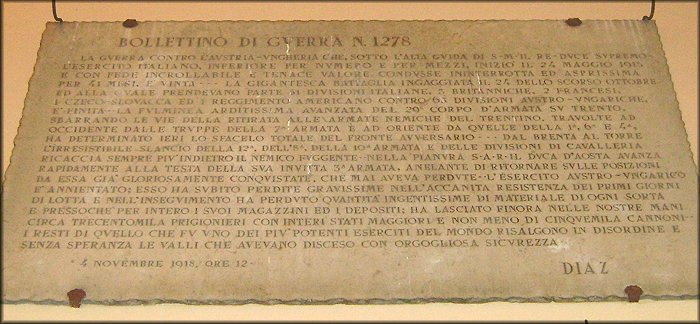 BOLLETTINO DI GVERRA N. 1278
LA GVERRA CONTRO L'AVSTRIA-VNGHERIA CHE, SOTTO L'ALTA GVIDA DI S·M·IL RE-DVCE SVPREMO
L'ESERCITO ITALIANO, INFERIORE PER NVMERO E PER MEZZI, INIZIÒ IL 24 MAGGIO 1915
E CON FEDE INCROLLABILE E TENACE VALORE CONDVSSE ININTERROTTA ED ASPRISSIMA
PER 41 MESI, È VINTA·· LA GIGANTESCA BATTAGLIA INGAGGIATA IL 24 DELLO SCORSO OTTOBRE
ED ALLA QVALE PRENDEVANO PARTE 51 DIVISIONI ITALIANE, 3 BRITANNICHE, 2 FRANCESI,
1 CZECO-SLOVACCA ED 1 REGGIMENTO AMERICANO CONTRO 63 DIVISIONI AVSTRO-VNGARICHE,
È FINITA·· LA FVLMINEA ARDITISSIMA AVANZATA DEL 29° CORPO D'ARMATA SV TRENTO,
SBARRANDO LE VIE DELLA RITIRATA ALLE ARMATE NEMICHE DEL TRENTINO, TRAVOLTE AD
OCCIDENTE DALLE TRVPPE DELLA 7ª ARMATA E AD ORIENTE DA QVELLE DELLA 1ª, 6ª E 4ª,
HA DETERMINATO IERI LO SFACELO TOTALE DEL FRONTE AVVERSARIO·· DAL BRENTA AL TORRE
L'IRRESISTIBILE SLANCIO DELLA 12ª, DELL'8ª, DELLA 10ª ARMATA E DELLE DIVISIONI DI CAVALLERIA
RICACCIA SEMPRE PIV' INDIETRO IL NEMICO FVGGENTE·· NELLA PIANVRA S·A·R·IL DVCA D'AOSTA AVANZA
RAPIDAMENTE ALLA TESTA DELLA SVA INVITTA 3ª ARMATA, ANELANTE DI RITORNARE SVLLE POSIZIONI
DA ESSA GIÀ GLORIOSAMENTE CONQVISTATE, CHE MAI AVEVA PERDVTE··L'ESERCITO AVSTRO-VNGARICO
È ANNIENTATO: ESSO HA SVBITO PERDITE GRAVISSIME NELL'ACCANITA RESISTENZA DEI PRIMI GIORNI
DI LOTTA E NELL'INSEGVIMENTO HA PERDVTO QVANTITÀ INGENTISSIME DI MATERIALE DI OGNI SORTA
E PRESSOCHE PER INTERO I SVOI MAGAZZINI ED I DEPOSITI; HA LASCIATO FINORA NELLE NOSTRE MANI
CIRCA TRECENTOMILA PRIGIONIERI CON INTERI STATI MAGGIORI E NON MENO DI CINQVEMILA CANNONI··
I RESTI DI QVELLO CHE FV VNO DEI PIV' POTENTI ESERCITI DEL MONDO RISALGONO IN DISORDINE E
SENZA SPERANZA LE VALLI CHE AVEVANO DISCESO CON ORGOGLIOSA SICVREZZA
4 NOVEMBRE 1918, ORE 12··
DIAZ